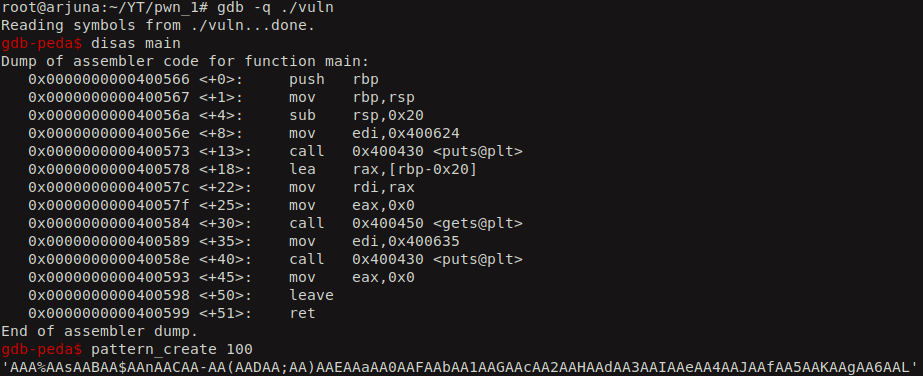 root@arjuna:~/YT/pwn_1# gdb -q ./vuln
Reading symbols from ./vuln...done.
gdb-peda$ disas main
Dump of assembler code for function main:
   0x0000000000400566 <+0>:     push   rbp
   0x0000000000400567 <+1>:     mov    rbp,rsp
   0x000000000040056a <+4>:     sub    rsp,0x20
   0x000000000040056e <+8>:     mov    edi,0x400624
   0x0000000000400573 <+13>:    call   0x400430 <puts@plt>
   0x0000000000400578 <+18>:    lea    rax,[rbp-0x20]
   0x000000000040057c <+22>:    mov    rdi,rax
   0x000000000040057f <+25>:    mov    eax,0x0
   0x0000000000400584 <+30>:    call   0x400450 <gets@plt>
   0x0000000000400589 <+35>:    mov    edi,0x400635
   0x000000000040058e <+40>:    call   0x400430 <puts@plt>
   0x0000000000400593 <+45>:    mov    eax,0x0
   0x0000000000400598 <+50>:    leave
   0x0000000000400599 <+51>:    ret
End of assembler dump.
gdb-peda$ pattern_create 100
'AAA%AAsAABAA$AAnAACAA-AA(AADAA;AA)AAEAAaAA0AAFAAbAA1AAGAAcAA2AAHAAdAA3AAIAAeAA4AAJAAfAA5AAKAAgAA6AAL'